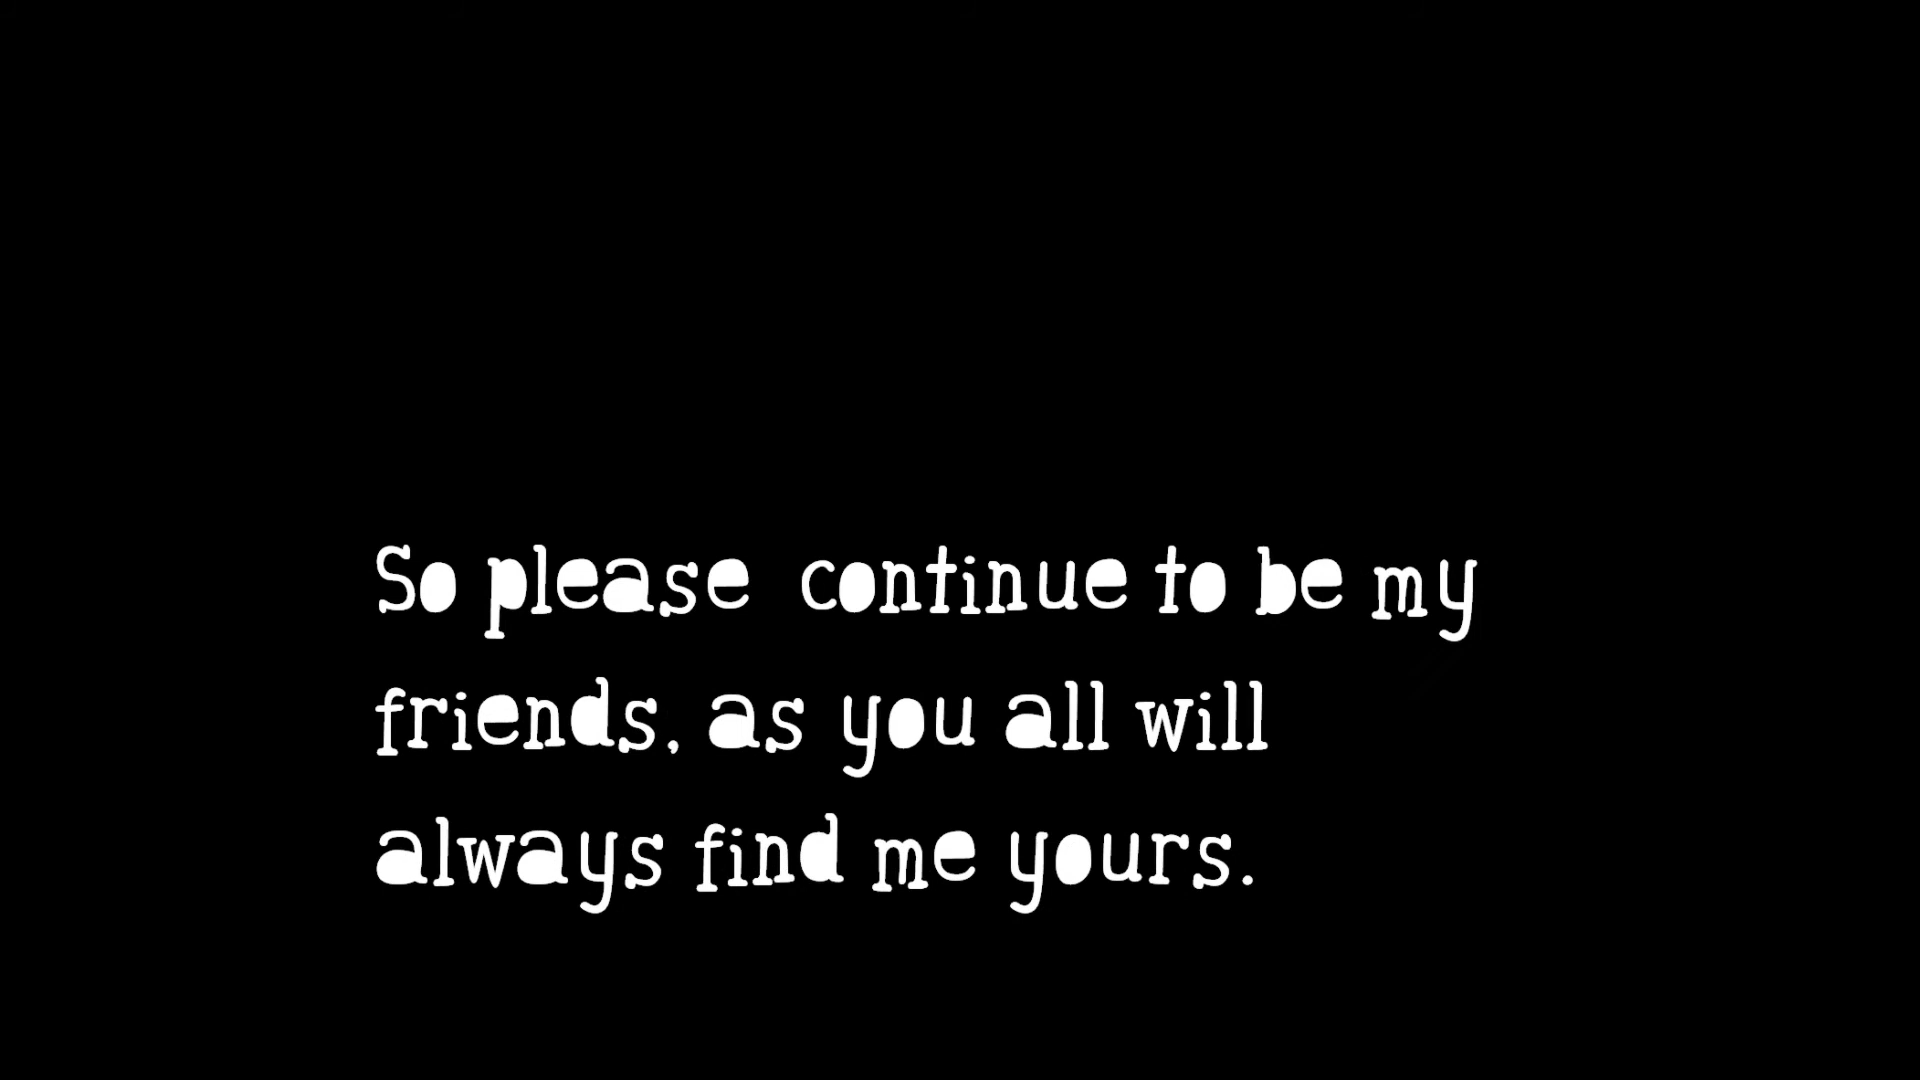 So please  continue to be my
friends, as you all will
always find me yours.